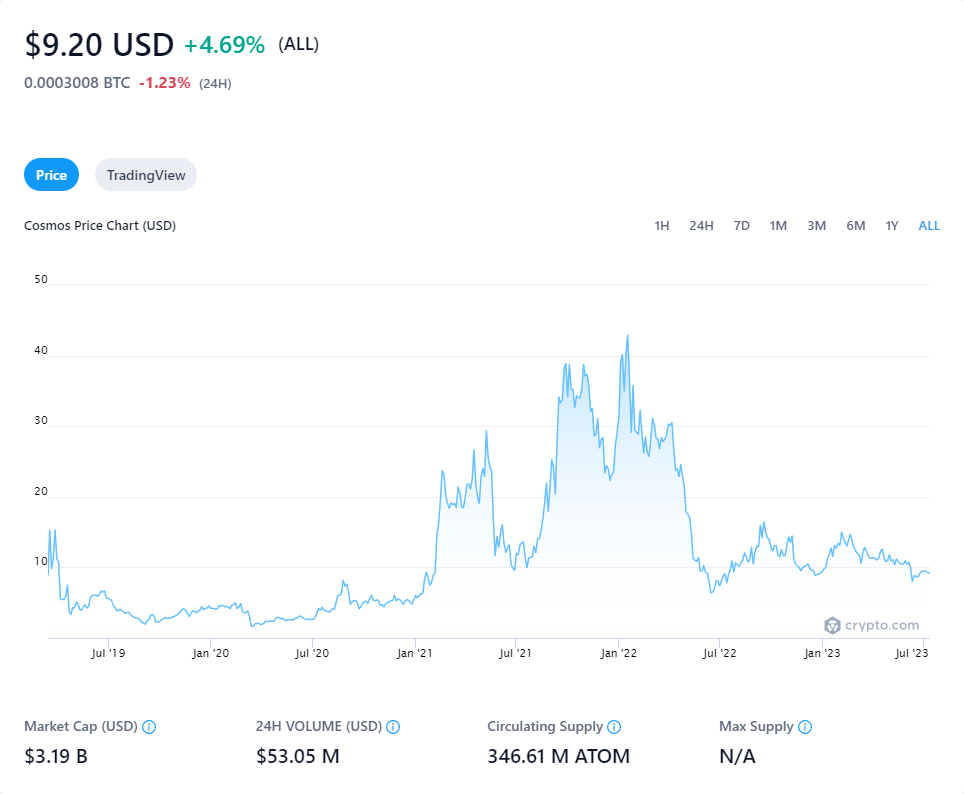 $9.20 USD +4.69% (ALL)
0.0003008 BTC -1.23% (24H)
Price TradingView
Cosmos Price Chart (USD) 1H 24H 7D 1M 3M 6M 1Y ALL
50
40
30
20
10
crypto.com
Jul '19 Jan '20 Jul '20 Jan '21 Jul '21 Jan '22 Jul '22 Jan '23 Jul '23
Market Cap (USD) 24H VOLUME (USD) Circulating Supply Max Supply
$3.19 B $53.05 M 346.61 M ATOM N/A